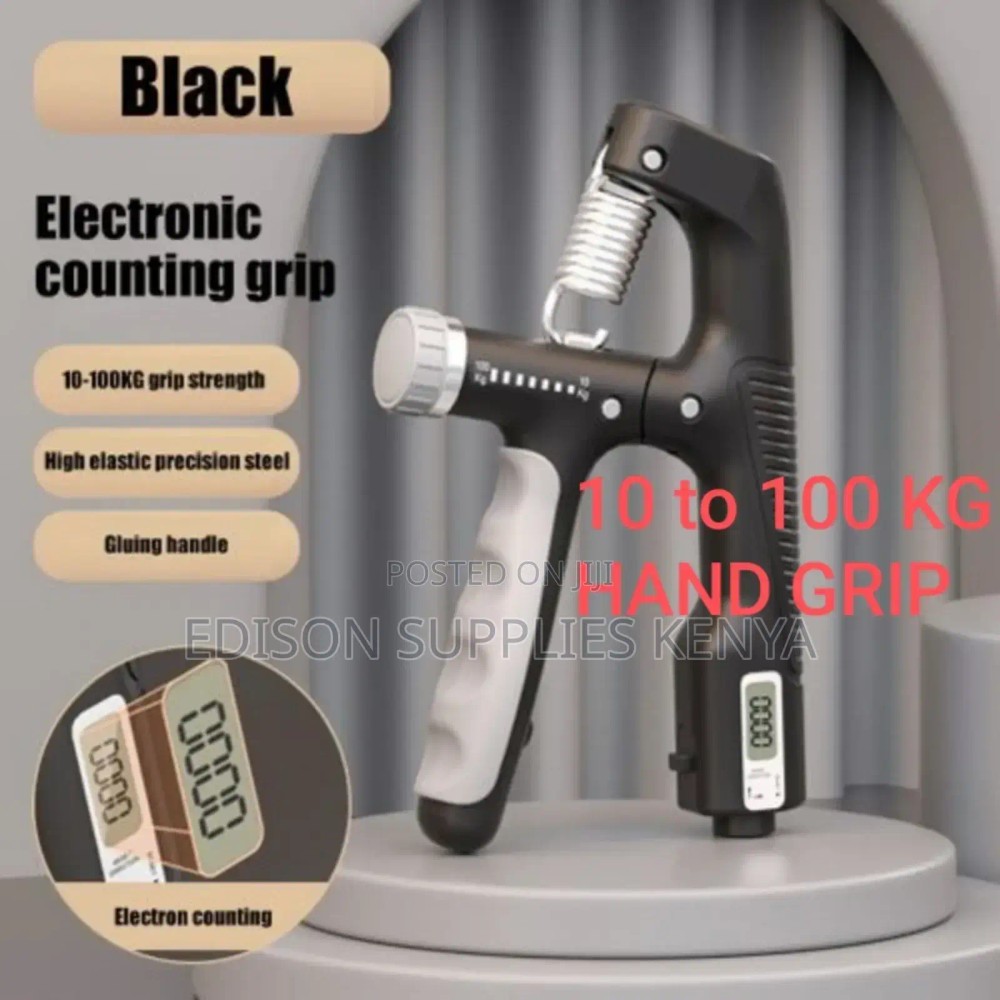 Black
Electronic
counting grip
10-100KG grip strength
High elastic precision steel
Gluing handle
100
Kg
10
Kg
10 to 100 KG
HAND GRIP
POSTED ON JIJI
EDISON SUPPLIES KENYA
0000
0000
0000
Electron counting